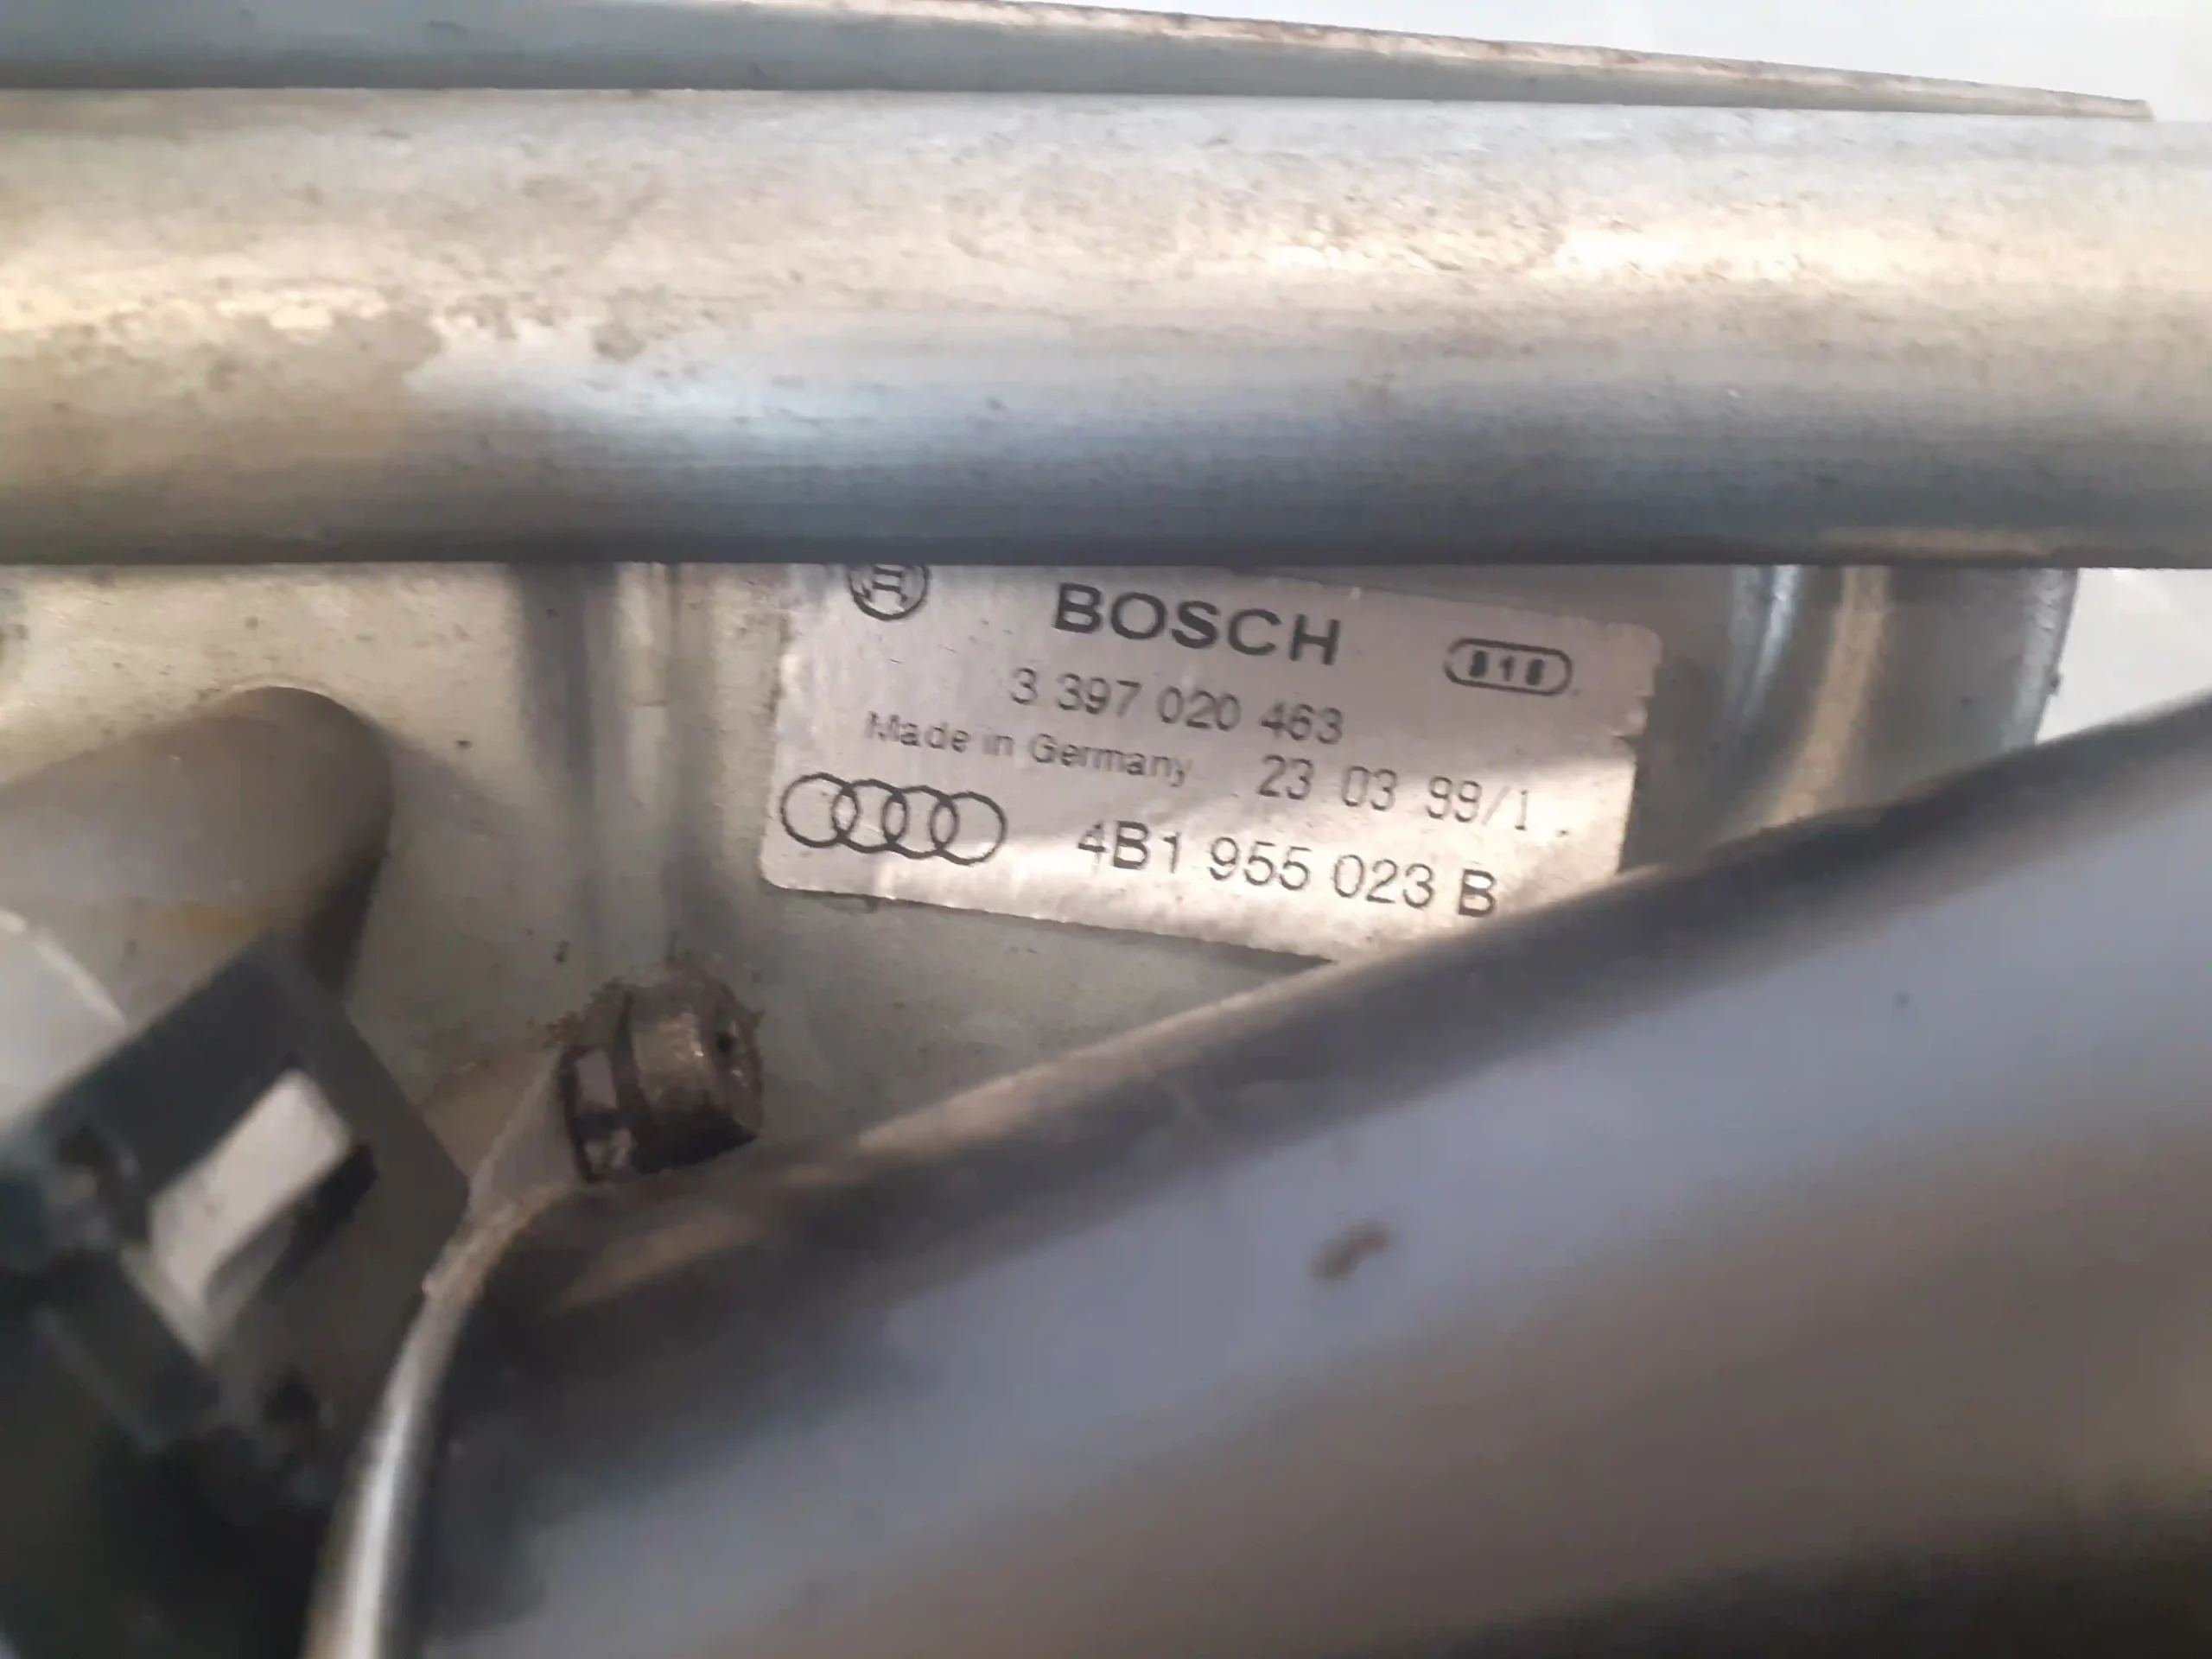 BOSCH
3 397 020 463
Made in Germany 23 03 99/1
4B1 955 023 B